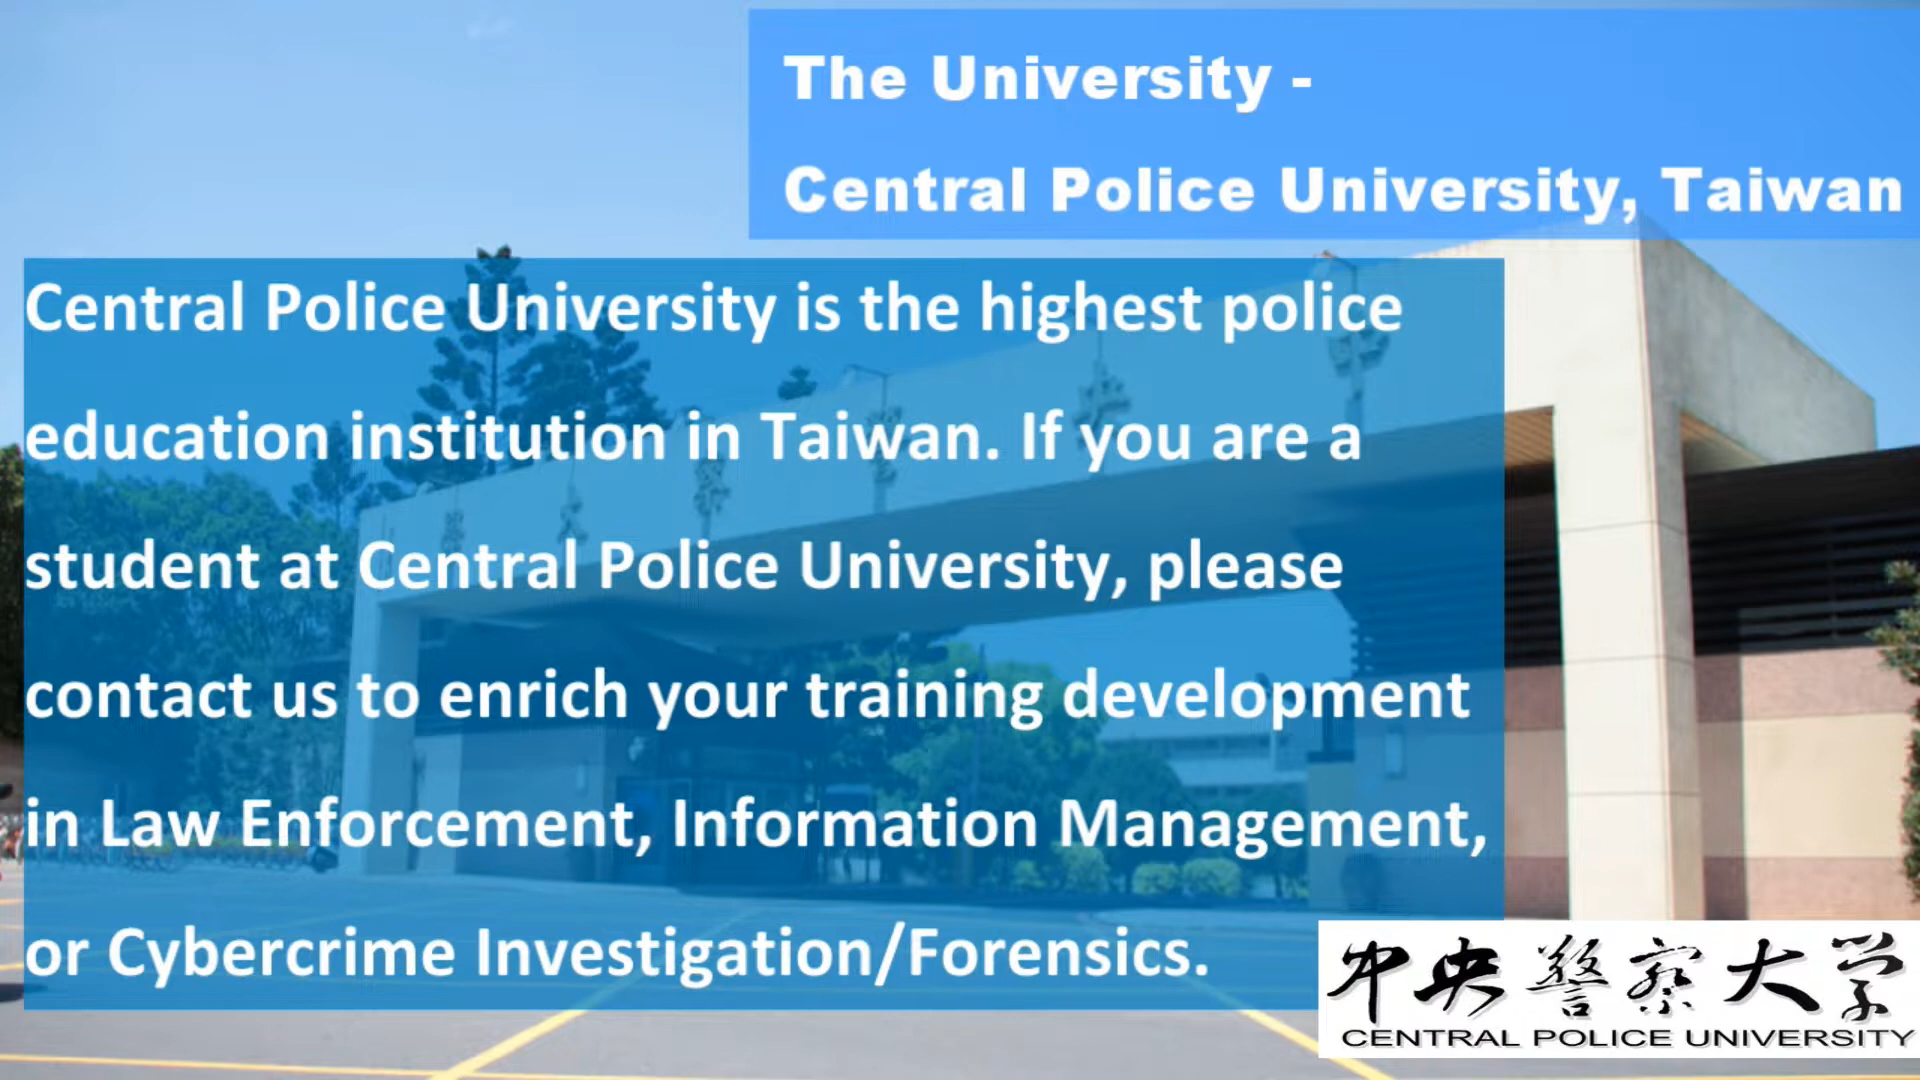 The University -
Central Police University, Taiwan
Central Police University is the highest police
education institution in Taiwan. If you are a
student at Central Police University, please
contact us to enrich your training development
in Law Enforcement, Information Management,
or Cybercrime Investigation/Forensics.
中央警察大学
CENTRAL POLICE UNIVERSITY